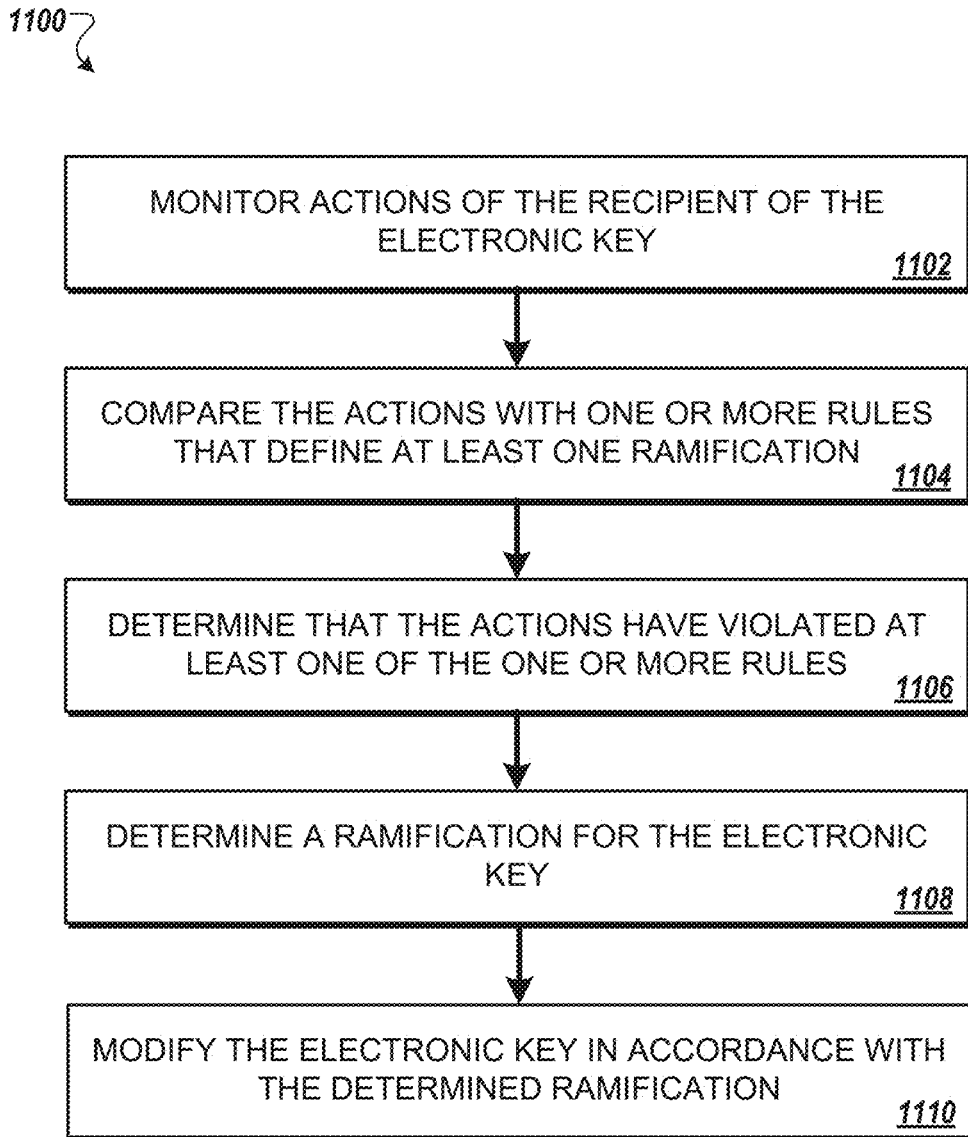 1100
MONITOR ACTIONS OF THE RECIPIENT OF THE
ELECTRONIC KEY
1102
COMPARE THE ACTIONS WITH ONE OR MORE RULES
THAT DEFINE AT LEAST ONE RAMIFICATION
1104
DETERMINE THAT THE ACTIONS HAVE VIOLATED AT
LEAST ONE OF THE ONE OR MORE RULES
1106
DETERMINE A RAMIFICATION FOR THE ELECTRONIC
KEY
1108
MODIFY THE ELECTRONIC KEY IN ACCORDANCE WITH
THE DETERMINED RAMIFICATION
1110